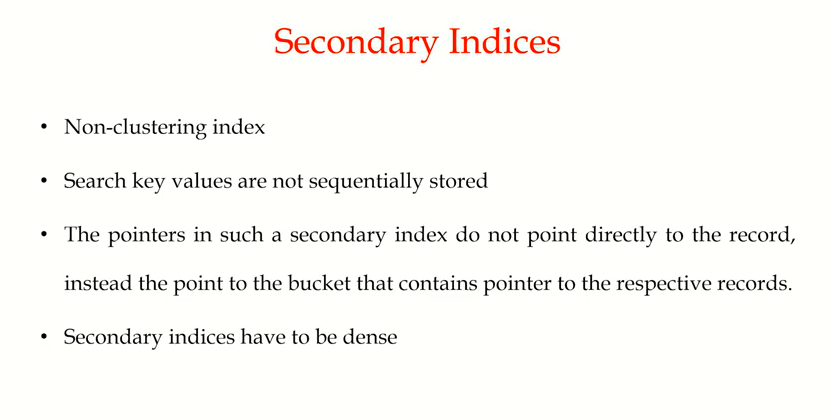 Secondary Indices
• Non-clustering index
• Search key values are not sequentially stored
• The pointers in such a secondary index do not point directly to the record,
instead the point to the bucket that contains pointer to the respective records.
• Secondary indices have to be dense